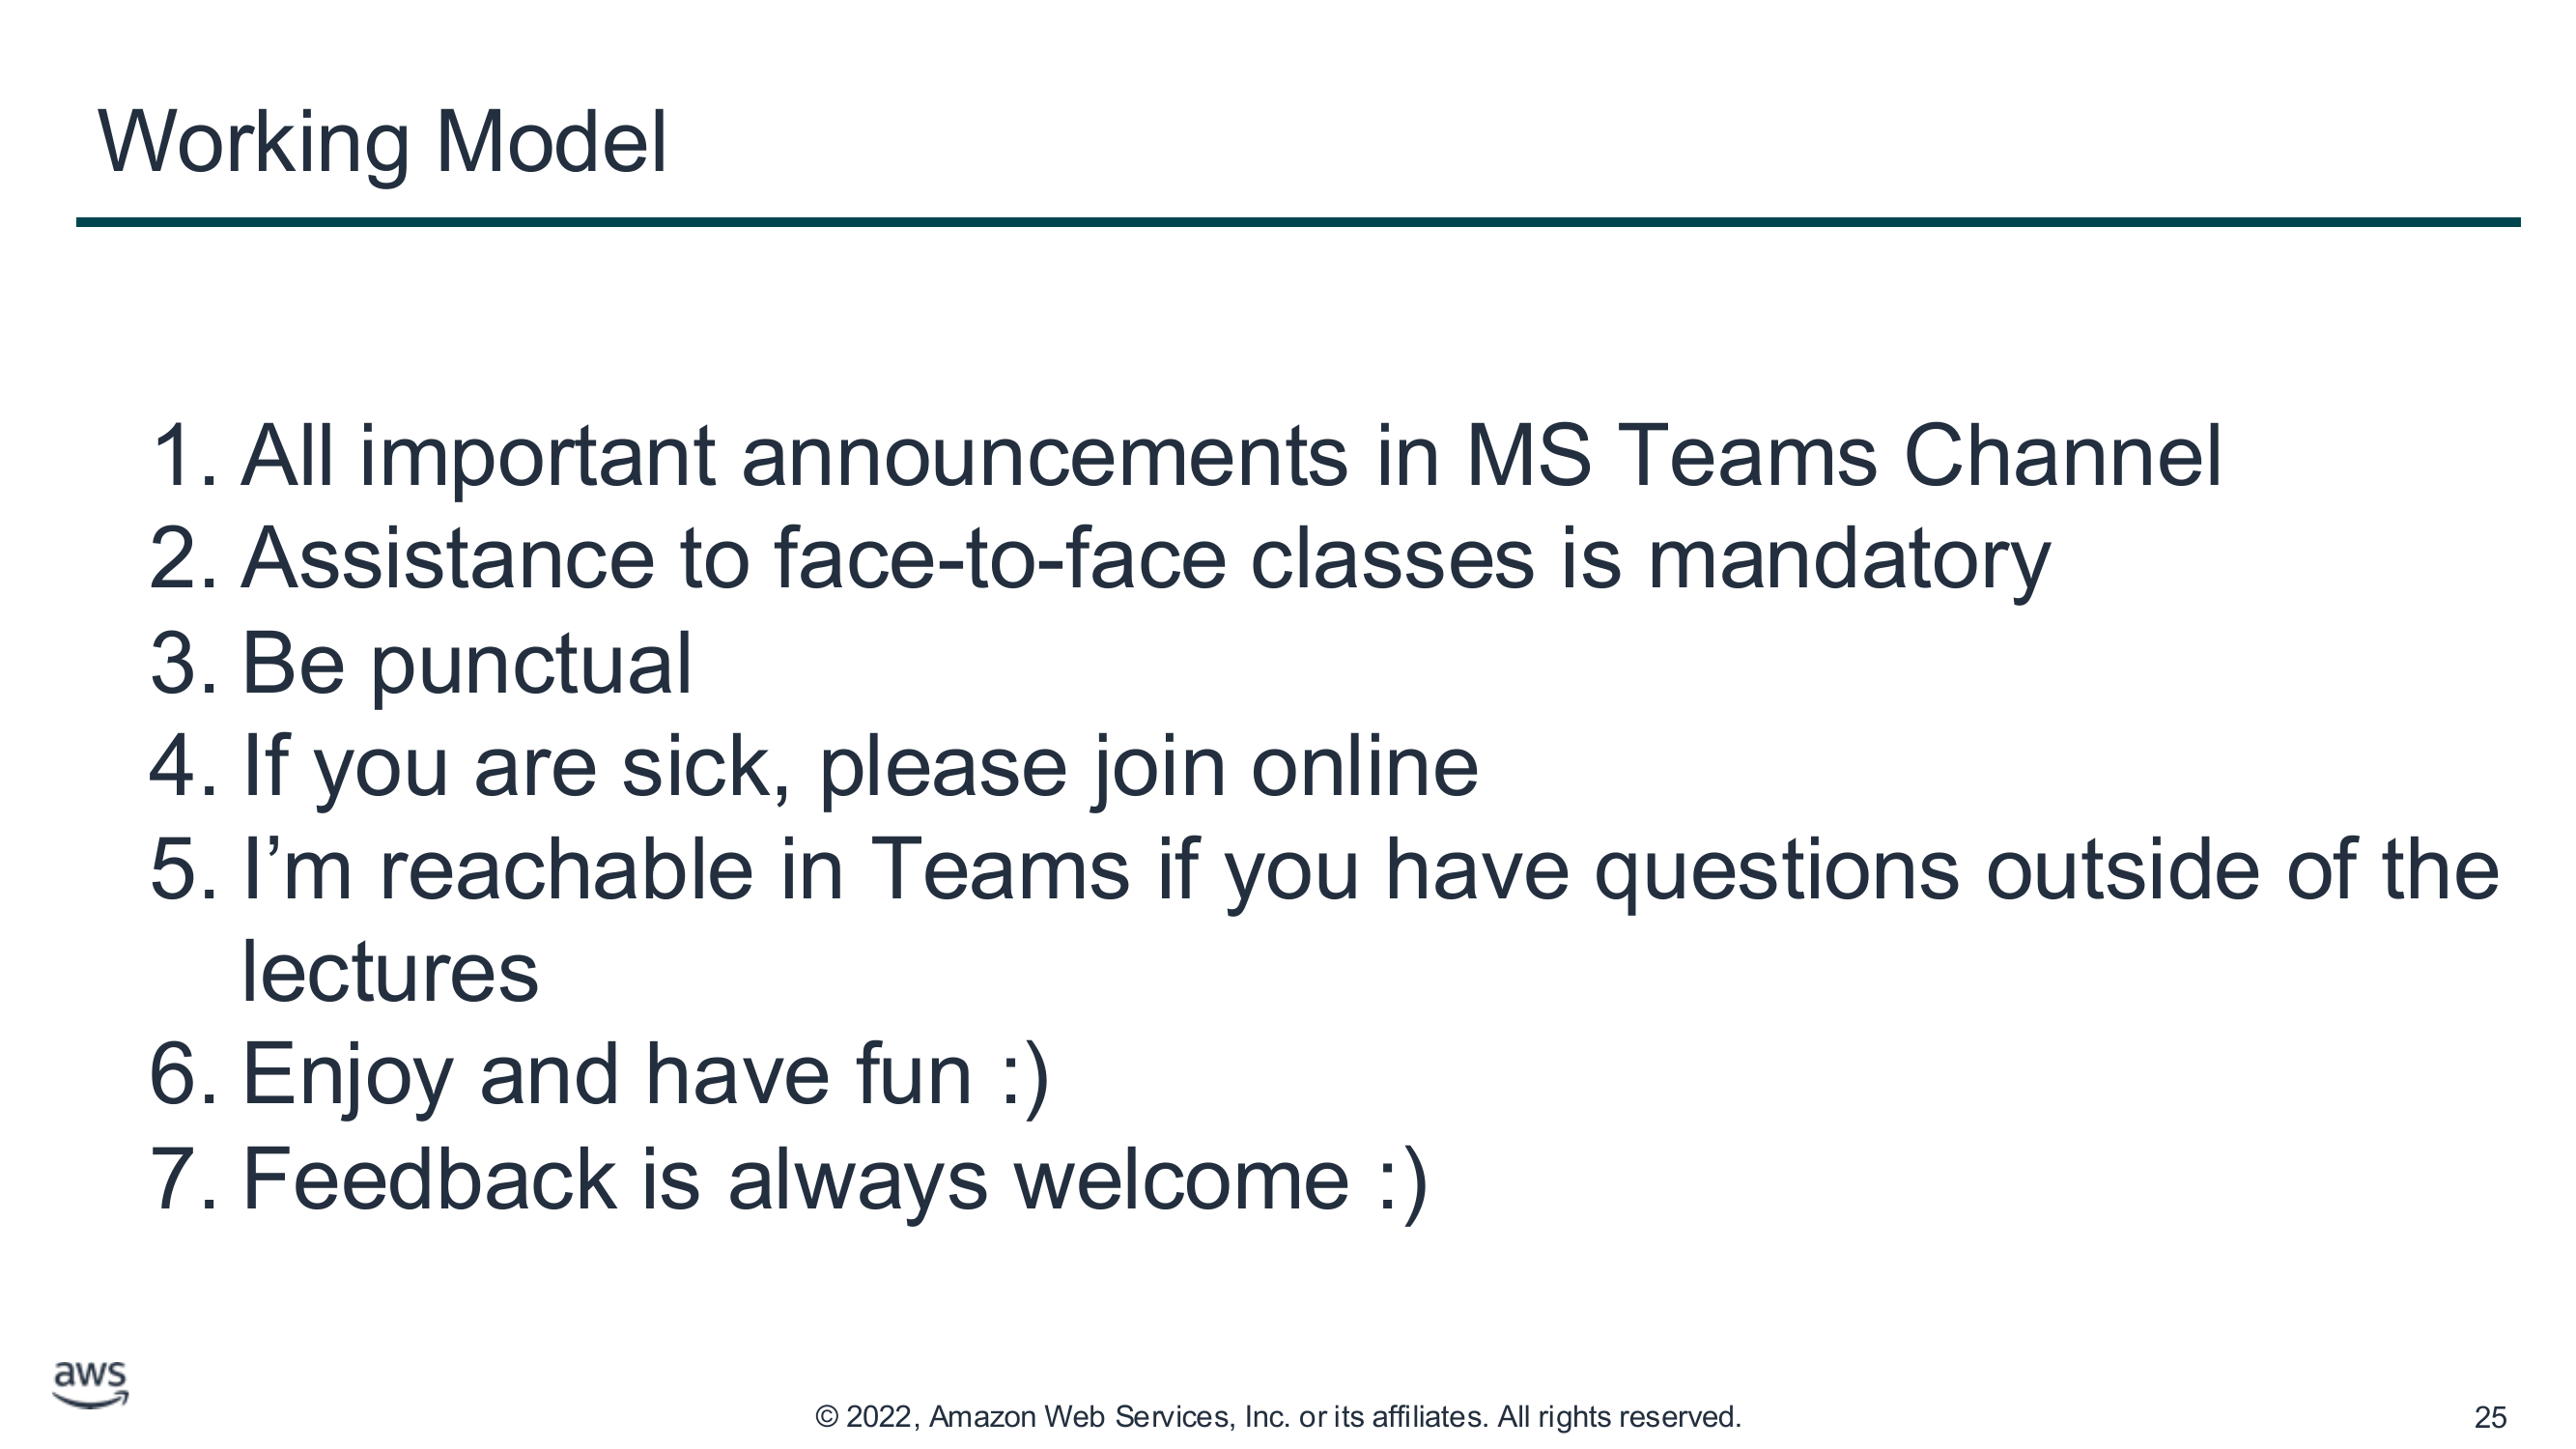 Working Model
1. All important announcements in MS Teams Channel
2. Assistance to face-to-face classes is mandatory
3. Be punctual
4. If you are sick, please join online
5. I’m reachable in Teams if you have questions outside of the
lectures
6. Enjoy and have fun :)
7. Feedback is always welcome :)
aws
© 2022, Amazon Web Services, Inc. or its affiliates. All rights reserved.
25